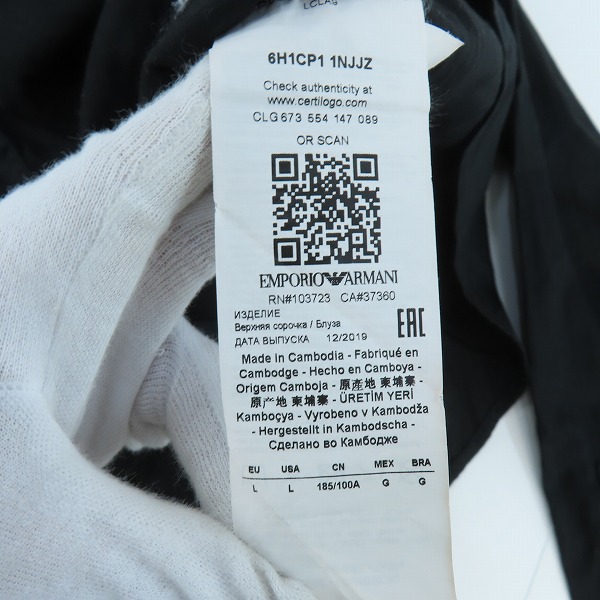 LCLAG
6H1CP1 1NJJZ
Check authenticity at
www.certilogo.com
CLG 673 554 147 089
OR SCAN
EMPORIO ARMANI
RN#103723 CA#37360
ИЗДЕЛИЕ
Верхняя сорочка / Блуза
ДАТА ВЫПУСКА 12/2019
EAC
Made in Cambodia - Fabriqué en
Cambodge - Hecho en Camboya -
Origem Camboja - 原產地 柬埔寨 -
原产地 柬埔寨 - ÜRETİM YERİ
Kamboçya - Vyrobeno v Kambodža
- Hergestellt in Kambodscha -
Сделано во Камбодже
EU USA CN MEX BRA
L L 185/100A G G